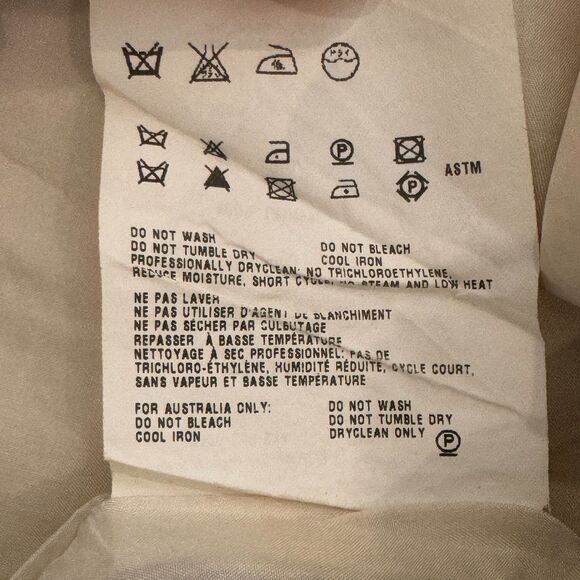 P
ASTM
P
DO NOT WASH
DO NOT TUMBLE DRY DO NOT BLEACH
PROFESSIONALLY DRYCLEAN: NO TRICHLOROETHYLENE, COOL IRON
REDUCE MOISTURE, SHORT CYCLE, NO STEAM AND LOW HEAT
NE PAS LAVER
NE PAS UTILISER D'AGENT DE BLANCHIMENT
NE PAS SÉCHER PAR CULBUTAGE
REPASSER À BASSE TEMPÉRATURE
NETTOYAGE À SEC PROFESSIONNEL: PAS DE
TRICHLORO-ÉTHYLÈNE, HUMIDITÉ RÉDUITE, CYCLE COURT,
SANS VAPEUR ET BASSE TEMPÉRATURE
FOR AUSTRALIA ONLY: DO NOT WASH
DO NOT BLEACH DO NOT TUMBLE DRY
COOL IRON DRYCLEAN ONLY P